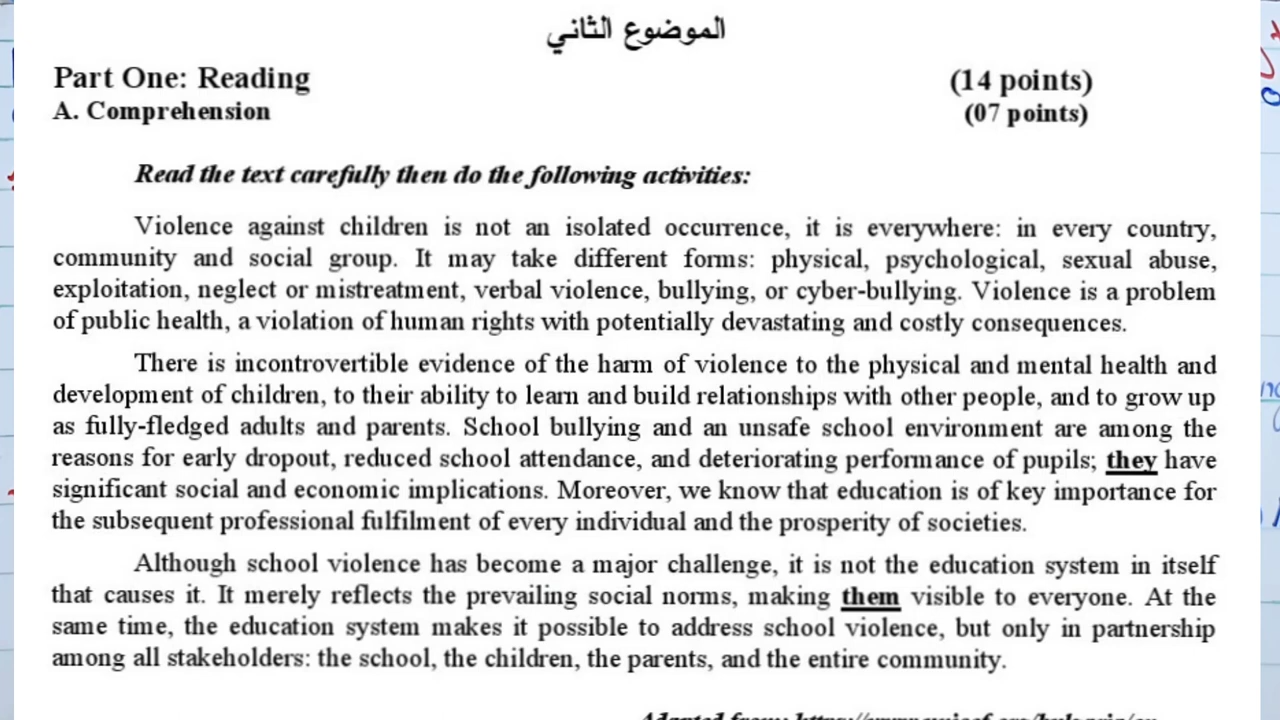 الموضوع الثاني
Part One: Reading (14 points)
A. Comprehension (07 points)
Read the text carefully then do the following activities:
Violence against children is not an isolated occurrence, it is everywhere: in every country,
community and social group. It may take different forms: physical, psychological, sexual abuse,
exploitation, neglect or mistreatment, verbal violence, bullying, or cyber-bullying. Violence is a problem
of public health, a violation of human rights with potentially devastating and costly consequences.
There is incontrovertible evidence of the harm of violence to the physical and mental health and
development of children, to their ability to learn and build relationships with other people, and to grow up
as fully-fledged adults and parents. School bullying and an unsafe school environment are among the
reasons for early dropout, reduced school attendance, and deteriorating performance of pupils; they have
significant social and economic implications. Moreover, we know that education is of key importance for
the subsequent professional fulfilment of every individual and the prosperity of societies.
Although school violence has become a major challenge, it is not the education system in itself
that causes it. It merely reflects the prevailing social norms, making them visible to everyone. At the
same time, the education system makes it possible to address school violence, but only in partnership
among all stakeholders: the school, the children, the parents, and the entire community.
Adapted from: